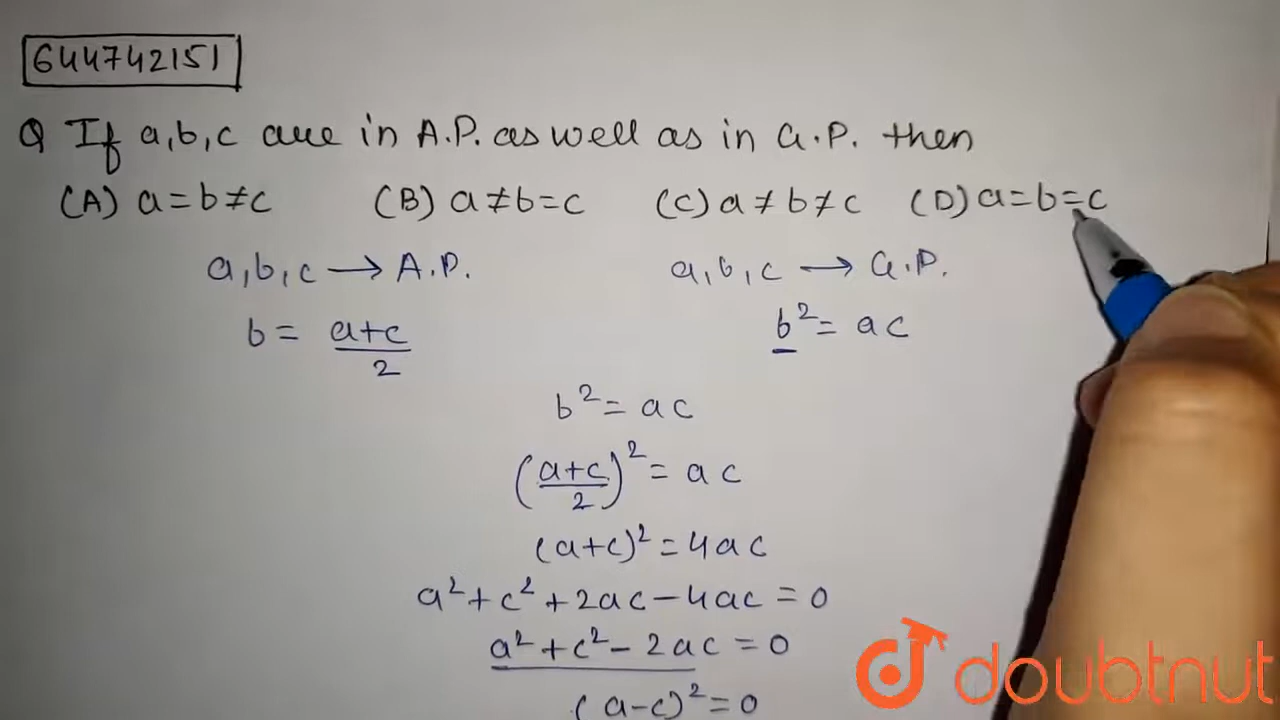 644742151
Q If a,b,c are in A.P. as well as in G.P. then
(A) a=b≠c (B) a≠b=c (C) a≠b≠c (D) a=b=c
a,b,c → A.P. a,b,c → G.P.
b = (a+c)/2 b² = ac
b² = ac
((a+c)/2)² = ac
(a+c)² = 4ac
a²+c²+2ac-4ac = 0
a²+c²-2ac = 0
(a-c)² = 0
doubtnut